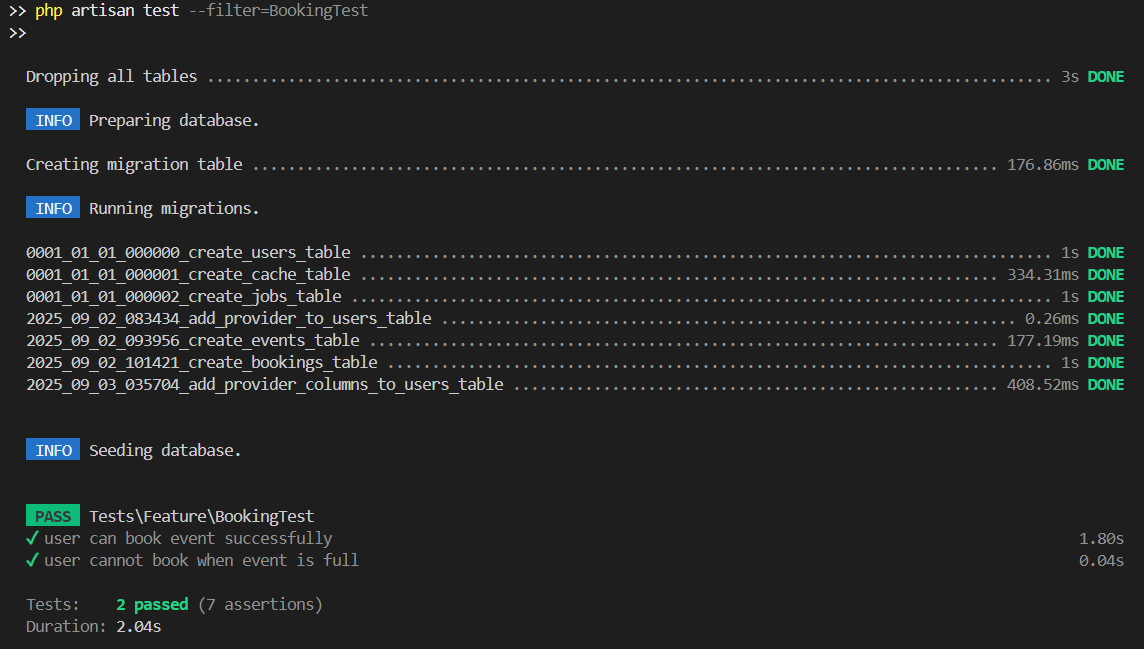 >> php artisan test --filter=BookingTest
>>
Dropping all tables .............................................................................................. 3s DONE
INFO Preparing database.
Creating migration table ................................................................................... 176.86ms DONE
INFO Running migrations.
0001_01_01_000000_create_users_table ............................................................................. 1s DONE
0001_01_01_000001_create_cache_table ....................................................................... 334.31ms DONE
0001_01_01_000002_create_jobs_table .............................................................................. 1s DONE
2025_09_02_083434_add_provider_to_users_table ................................................................ 0.26ms DONE
2025_09_02_093956_create_events_table ...................................................................... 177.19ms DONE
2025_09_02_101421_create_bookings_table .......................................................................... 1s DONE
2025_09_03_035704_add_provider_columns_to_users_table ...................................................... 408.52ms DONE
INFO Seeding database.
PASS Tests\Feature\BookingTest
✓ user can book event successfully 1.80s
✓ user cannot book when event is full 0.04s
Tests: 2 passed (7 assertions)
Duration: 2.04s